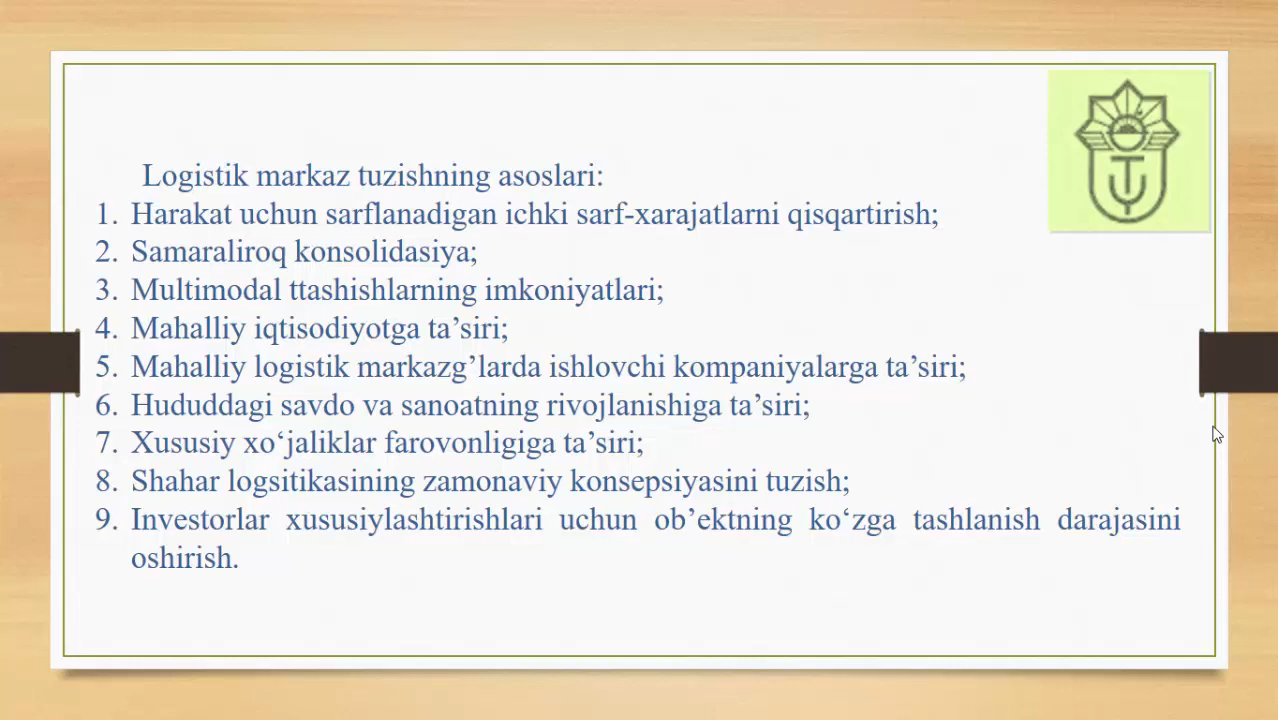 Logistik markaz tuzishning asoslari:
1. Harakat uchun sarflanadigan ichki sarf-xarajatlarni qisqartirish;
2. Samaraliroq konsolidasiya;
3. Multimodal ttashishlarning imkoniyatlari;
4. Mahalliy iqtisodiyotga ta’siri;
5. Mahalliy logistik markazg’larda ishlovchi kompaniyalarga ta’siri;
6. Hududdagi savdo va sanoatning rivojlanishiga ta’siri;
7. Xususiy xo‘jaliklar farovonligiga ta’siri;
8. Shahar logsitikasining zamonaviy konsepsiyasini tuzish;
9. Investorlar xususiylashtirishlari uchun ob’ektning ko‘zga tashlanish darajasini
oshirish.